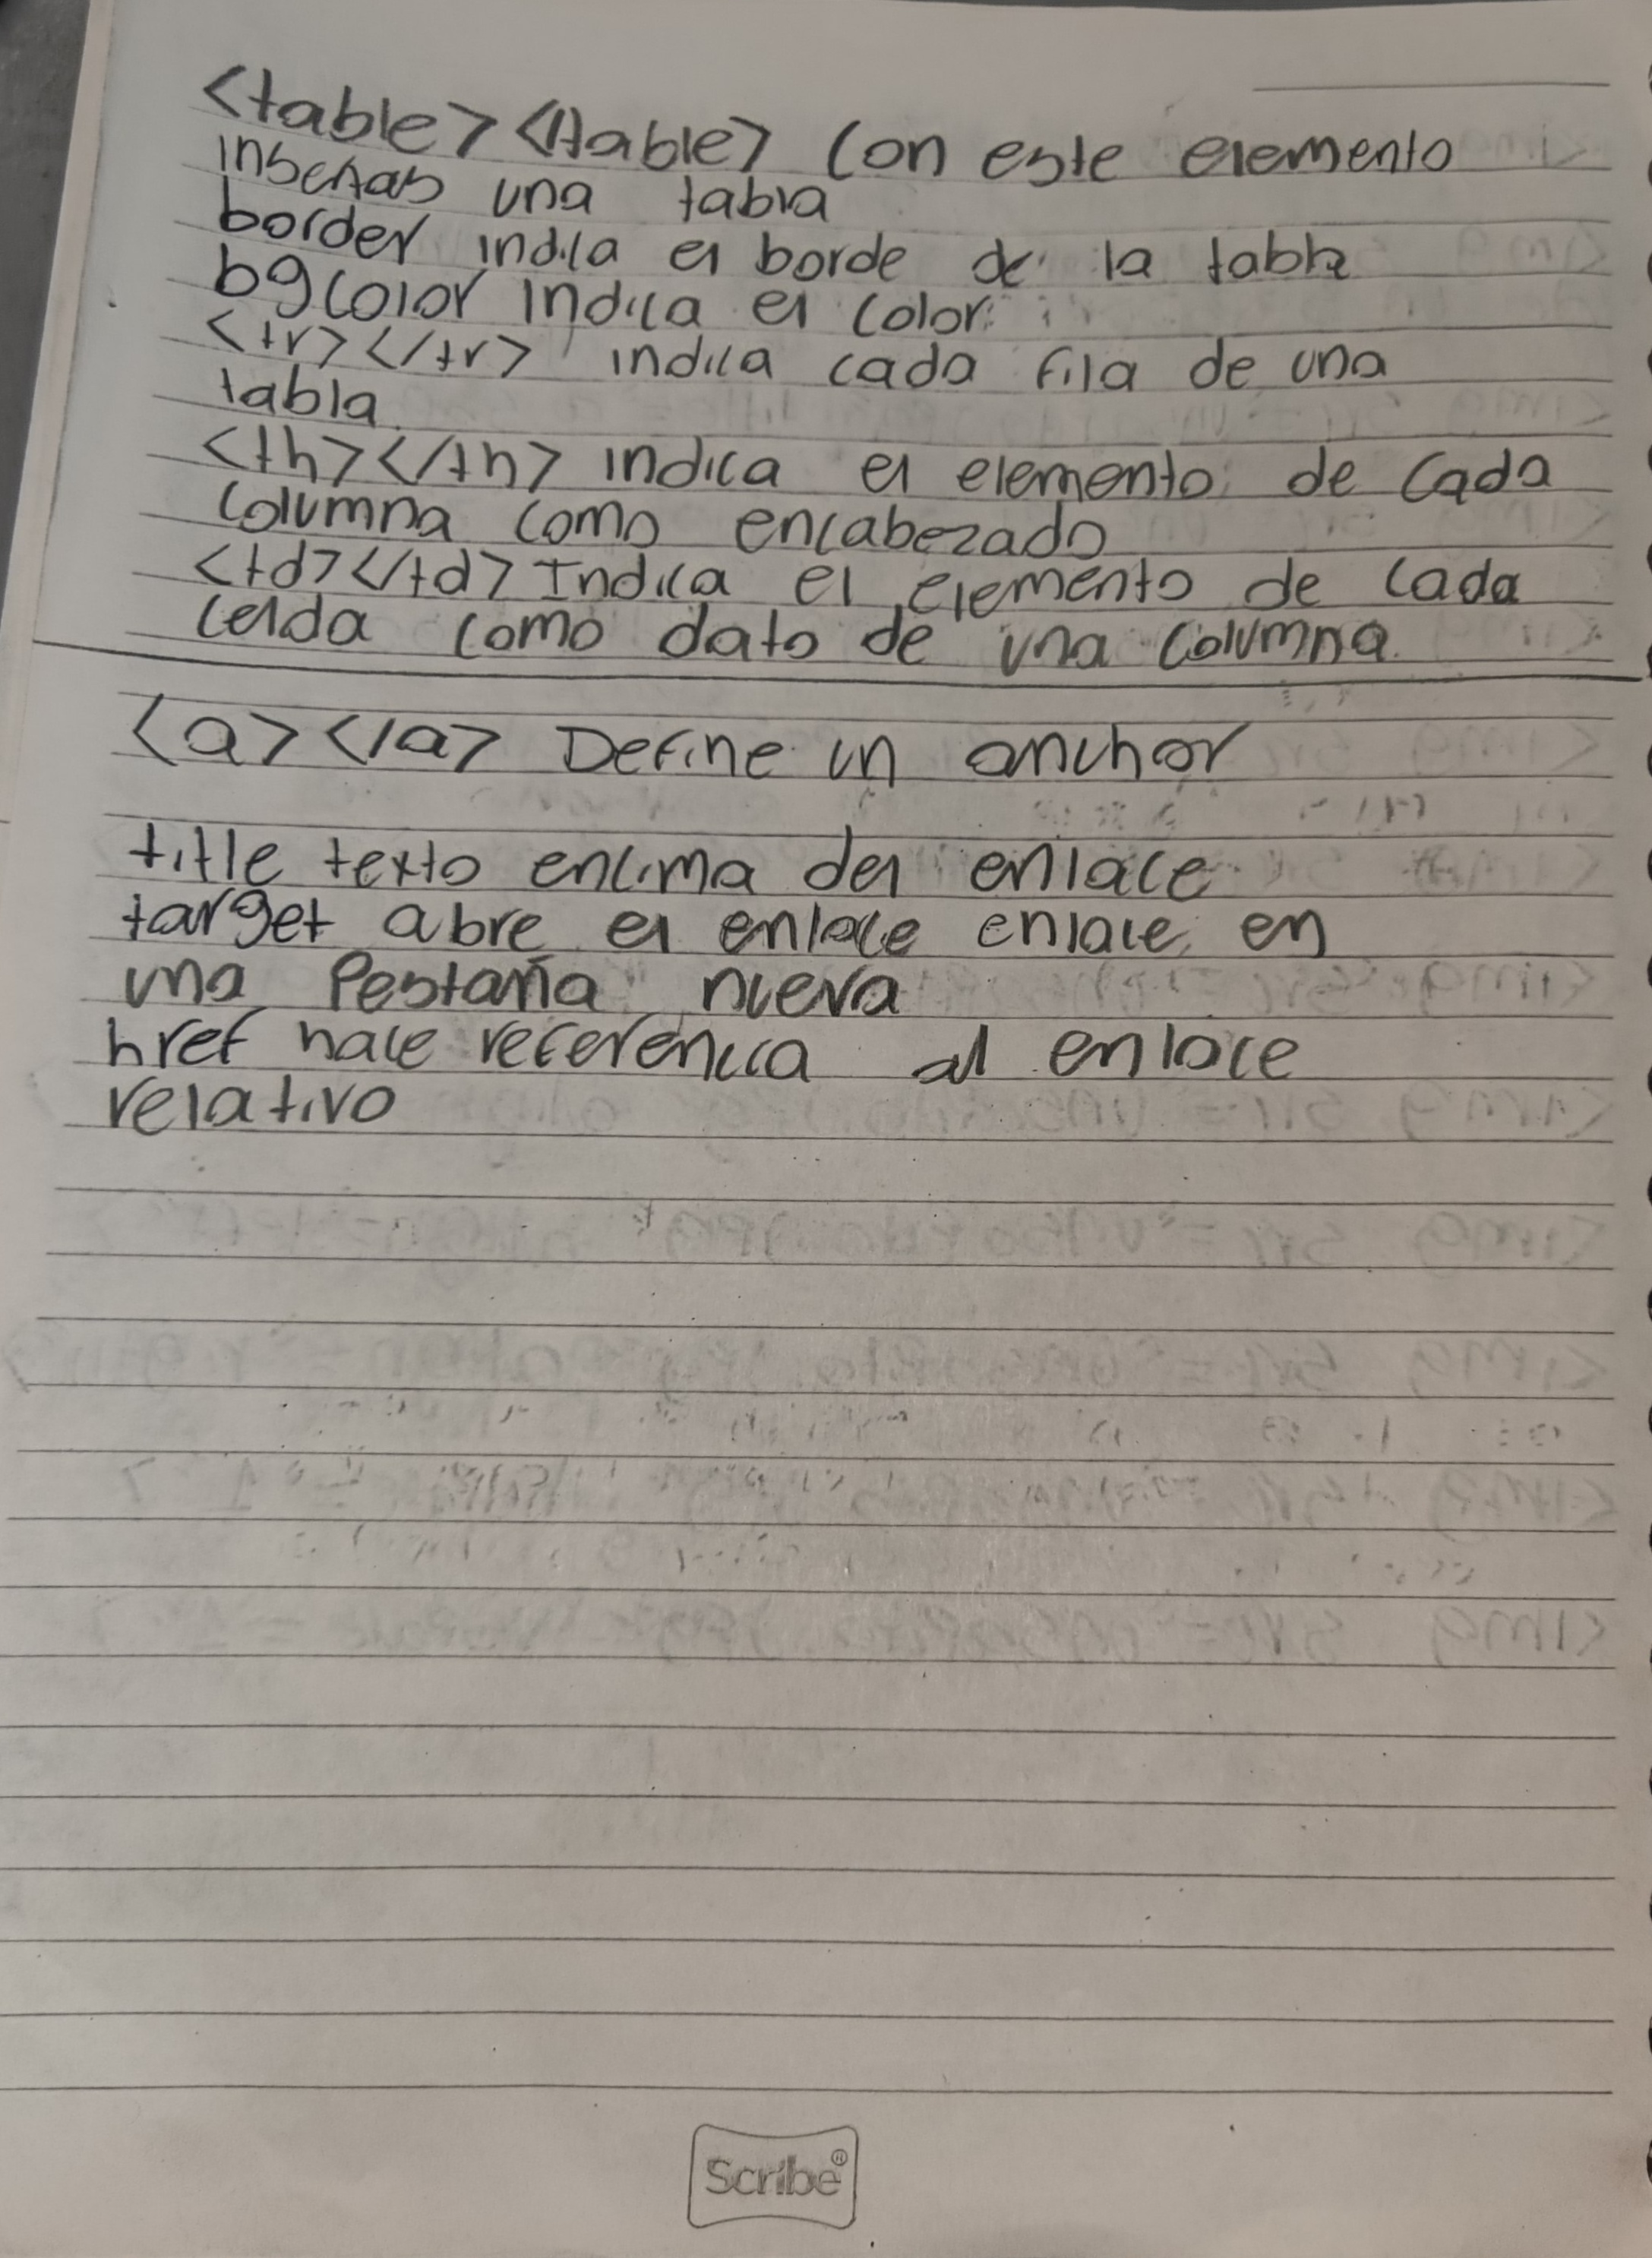 <table></table> Con este elemento
insertas una tabla
border indica el borde de la tabla
bgcolor indica el color
<tr></tr> indica cada fila de una
tabla
<th></th> indica el elemento de cada
columna como encabezado
<td></td> Indica el elemento de cada
celda como dato de una columna.
<a></a> Define un anchor
title texto encima del enlace
target abre el enlace enlace en
una Pestaña nueva
href hace referencia al enlace
relativo
Scribe®